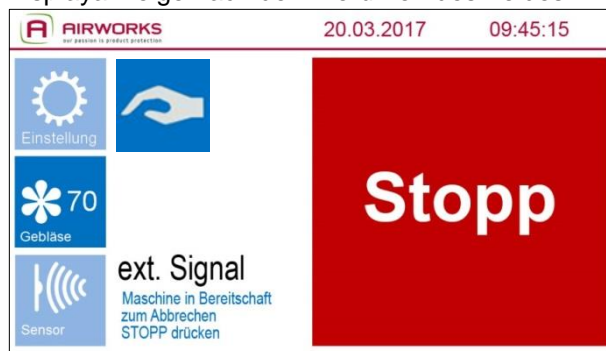 AIRWORKS
our passion is product protection
20.03.2017
09:45:15
Einstellung
70
Gebläse
Sensor
ext. Signal
Maschine in Bereitschaft
zum Abbrechen
STOPP drücken
Stopp